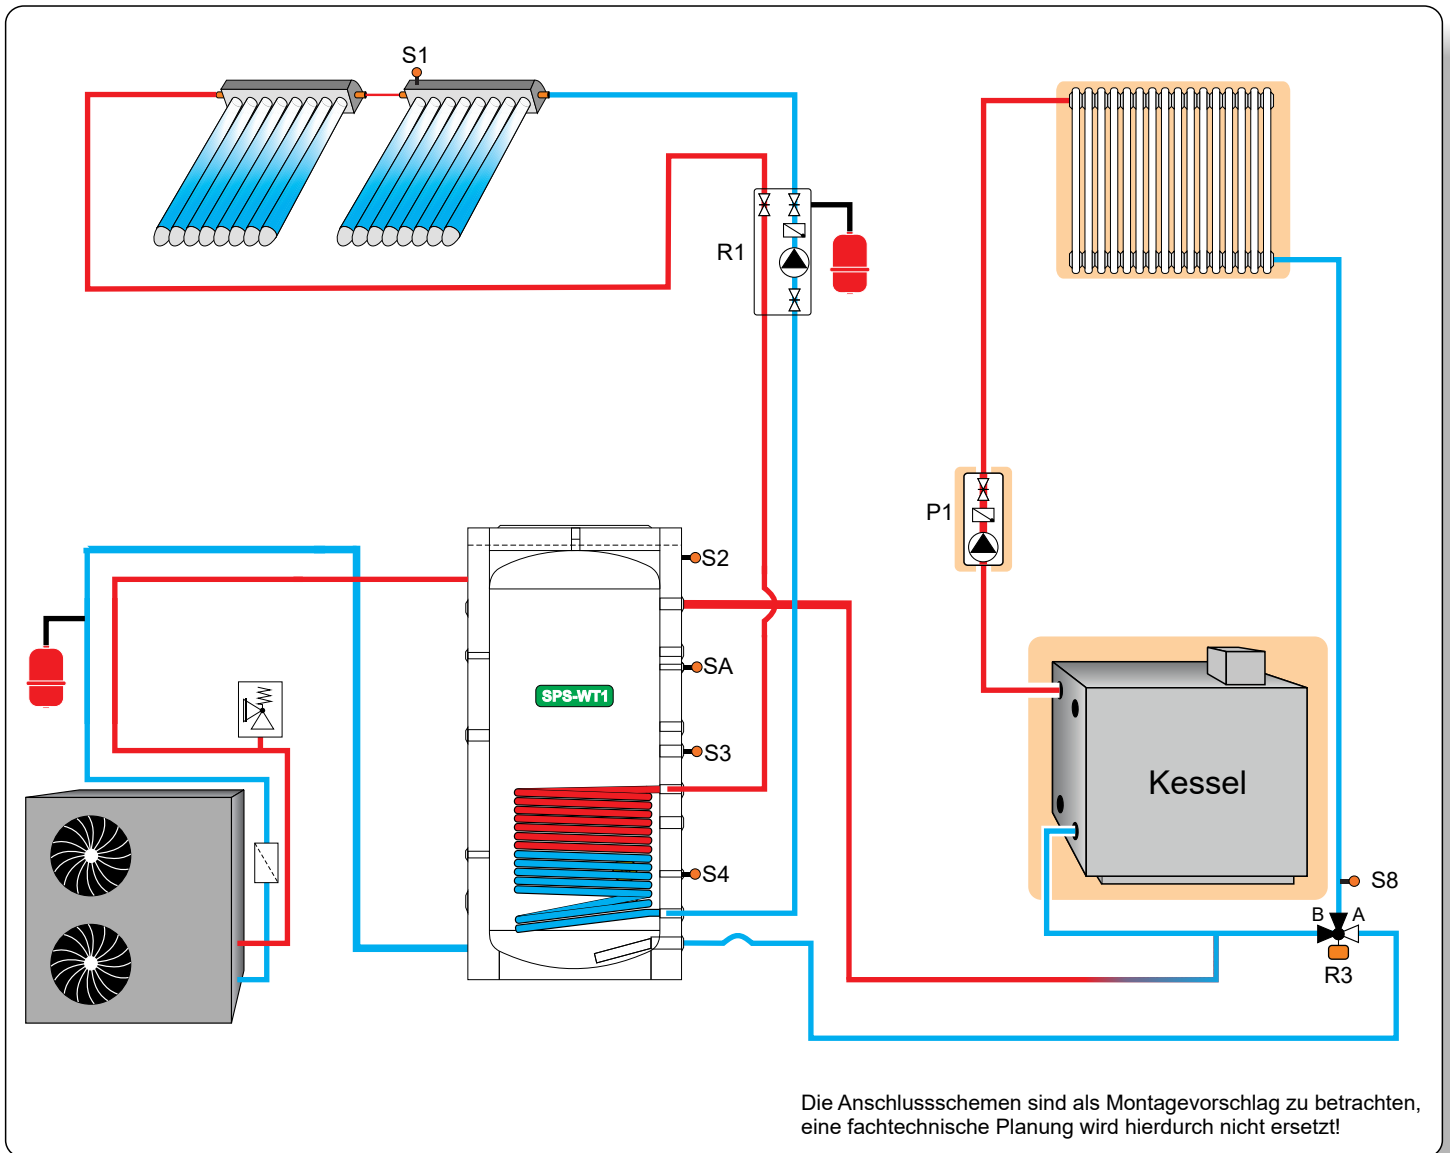 S1
R1
P1
S2
SA
SPS-WT1
S3
Kessel
S4
S8
B A
R3
Die Anschlussschemen sind als Montagevorschlag zu betrachten,
eine fachtechnische Planung wird hierdurch nicht ersetzt!